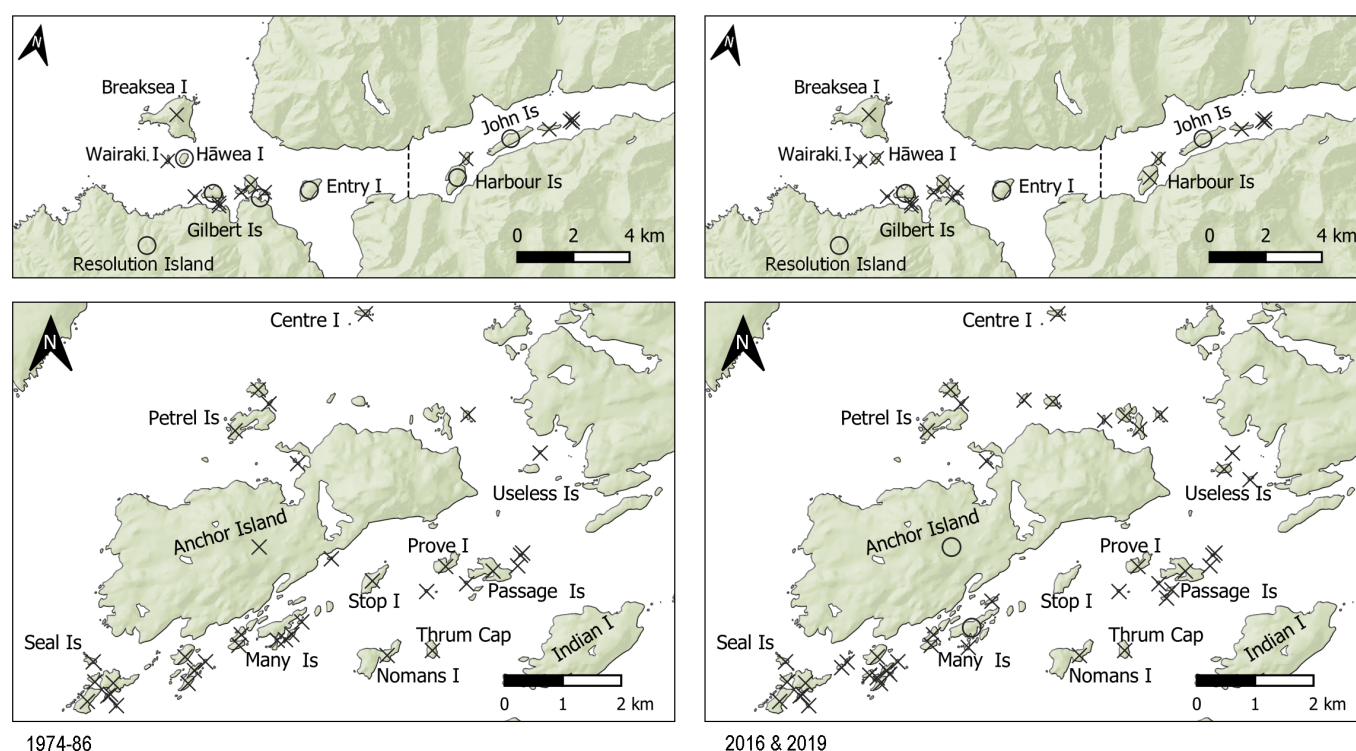 N
Breaksea I
John Is
Wairaki I
Hāwea I
Entry I
Harbour Is
Gilbert Is
0 2 4 km
Resolution Island
N
Breaksea I
John Is
Wairaki I
Hāwea I
Entry I
Harbour Is
Gilbert Is
0 2 4 km
Resolution Island
N
Centre I
Petrel Is
Useless Is
Anchor Island
Prove I
Passage Is
Stop I
Thrum Cap
Indian I
Seal Is
Many Is
Nomans I
0 1 2 km
N
Centre I
Petrel Is
Useless Is
Anchor Island
Prove I
Passage Is
Stop I
Thrum Cap
Indian I
Seal Is
Many Is
Nomans I
0 1 2 km
1974-86
2016 & 2019